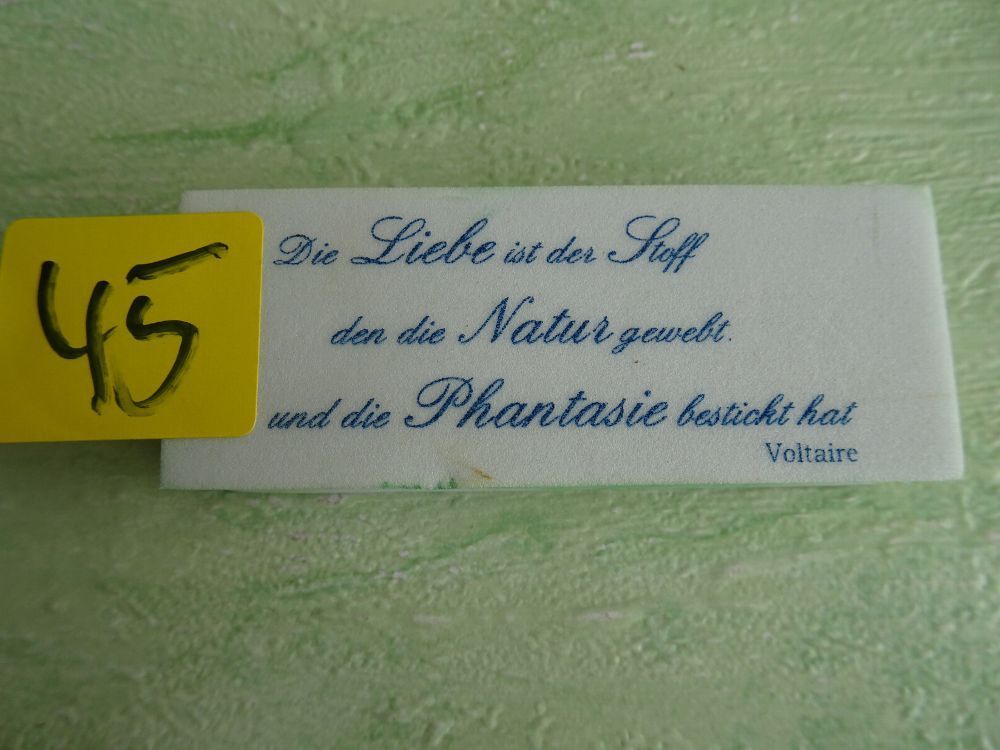 45
Die Liebe ist der Stoff
den die Natur gewebt.
und die Phantasie bestickt hat
Voltaire